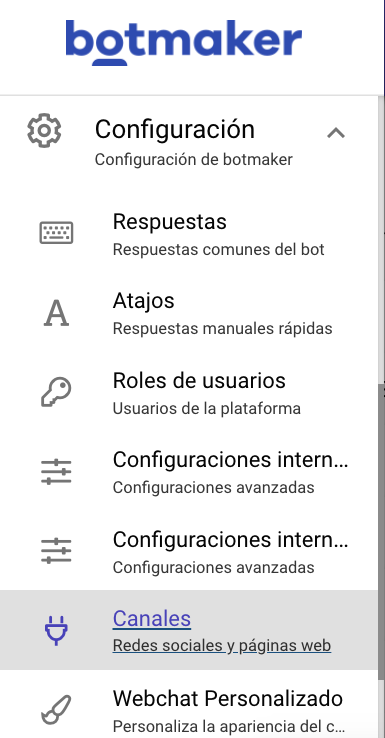 botmaker
Configuración
Configuración de botmaker
Respuestas
Respuestas comunes del bot
Atajos
Respuestas manuales rápidas
Roles de usuarios
Usuarios de la plataforma
Configuraciones intern...
Configuraciones avanzadas
Configuraciones intern...
Configuraciones avanzadas
Canales
Redes sociales y páginas web
Webchat Personalizado
Personaliza la apariencia del c...